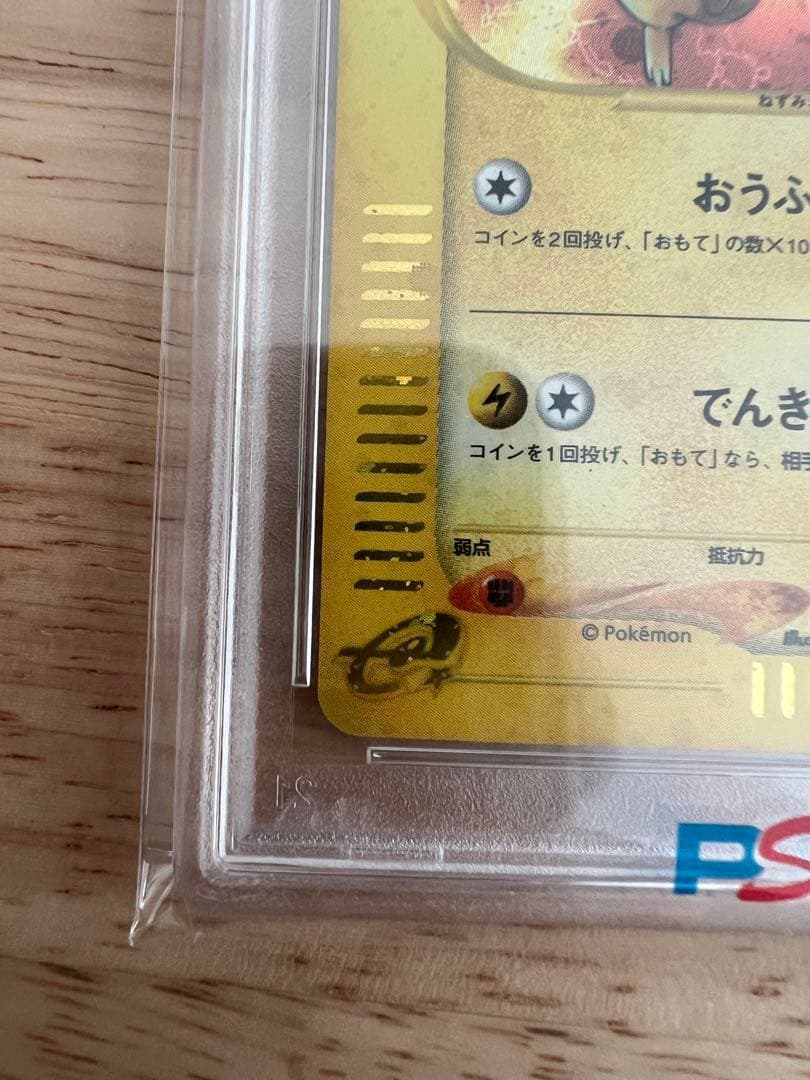 ねずみ
おうふ
コインを2回投げ、「おもて」の数×10
でんき
コインを1回投げ、「おもて」なら、相手
弱点
抵抗力
© Pokémon
Illus
21
PS